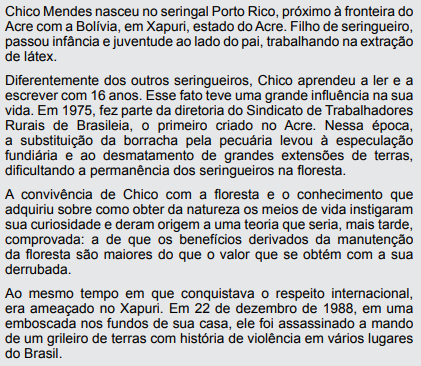 Chico Mendes nasceu no seringal Porto Rico, próximo à fronteira do
Acre com a Bolívia, em Xapuri, estado do Acre. Filho de seringueiro,
passou infância e juventude ao lado do pai, trabalhando na extração
de látex.
Diferentemente dos outros seringueiros, Chico aprendeu a ler e a
escrever com 16 anos. Esse fato teve uma grande influência na sua
vida. Em 1975, fez parte da diretoria do Sindicato de Trabalhadores
Rurais de Brasileia, o primeiro criado no Acre. Nessa época,
a substituição da borracha pela pecuária levou à especulação
fundiária e ao desmatamento de grandes extensões de terras,
dificultando a permanência dos seringueiros na floresta.
A convivência de Chico com a floresta e o conhecimento que
adquiriu sobre como obter da natureza os meios de vida instigaram
sua curiosidade e deram origem a uma teoria que seria, mais tarde,
comprovada: a de que os benefícios derivados da manutenção
da floresta são maiores do que o valor que se obtém com a sua
derrubada.
Ao mesmo tempo em que conquistava o respeito internacional,
era ameaçado no Xapuri. Em 22 de dezembro de 1988, em uma
emboscada nos fundos de sua casa, ele foi assassinado a mando
de um grileiro de terras com história de violência em vários lugares
do Brasil.